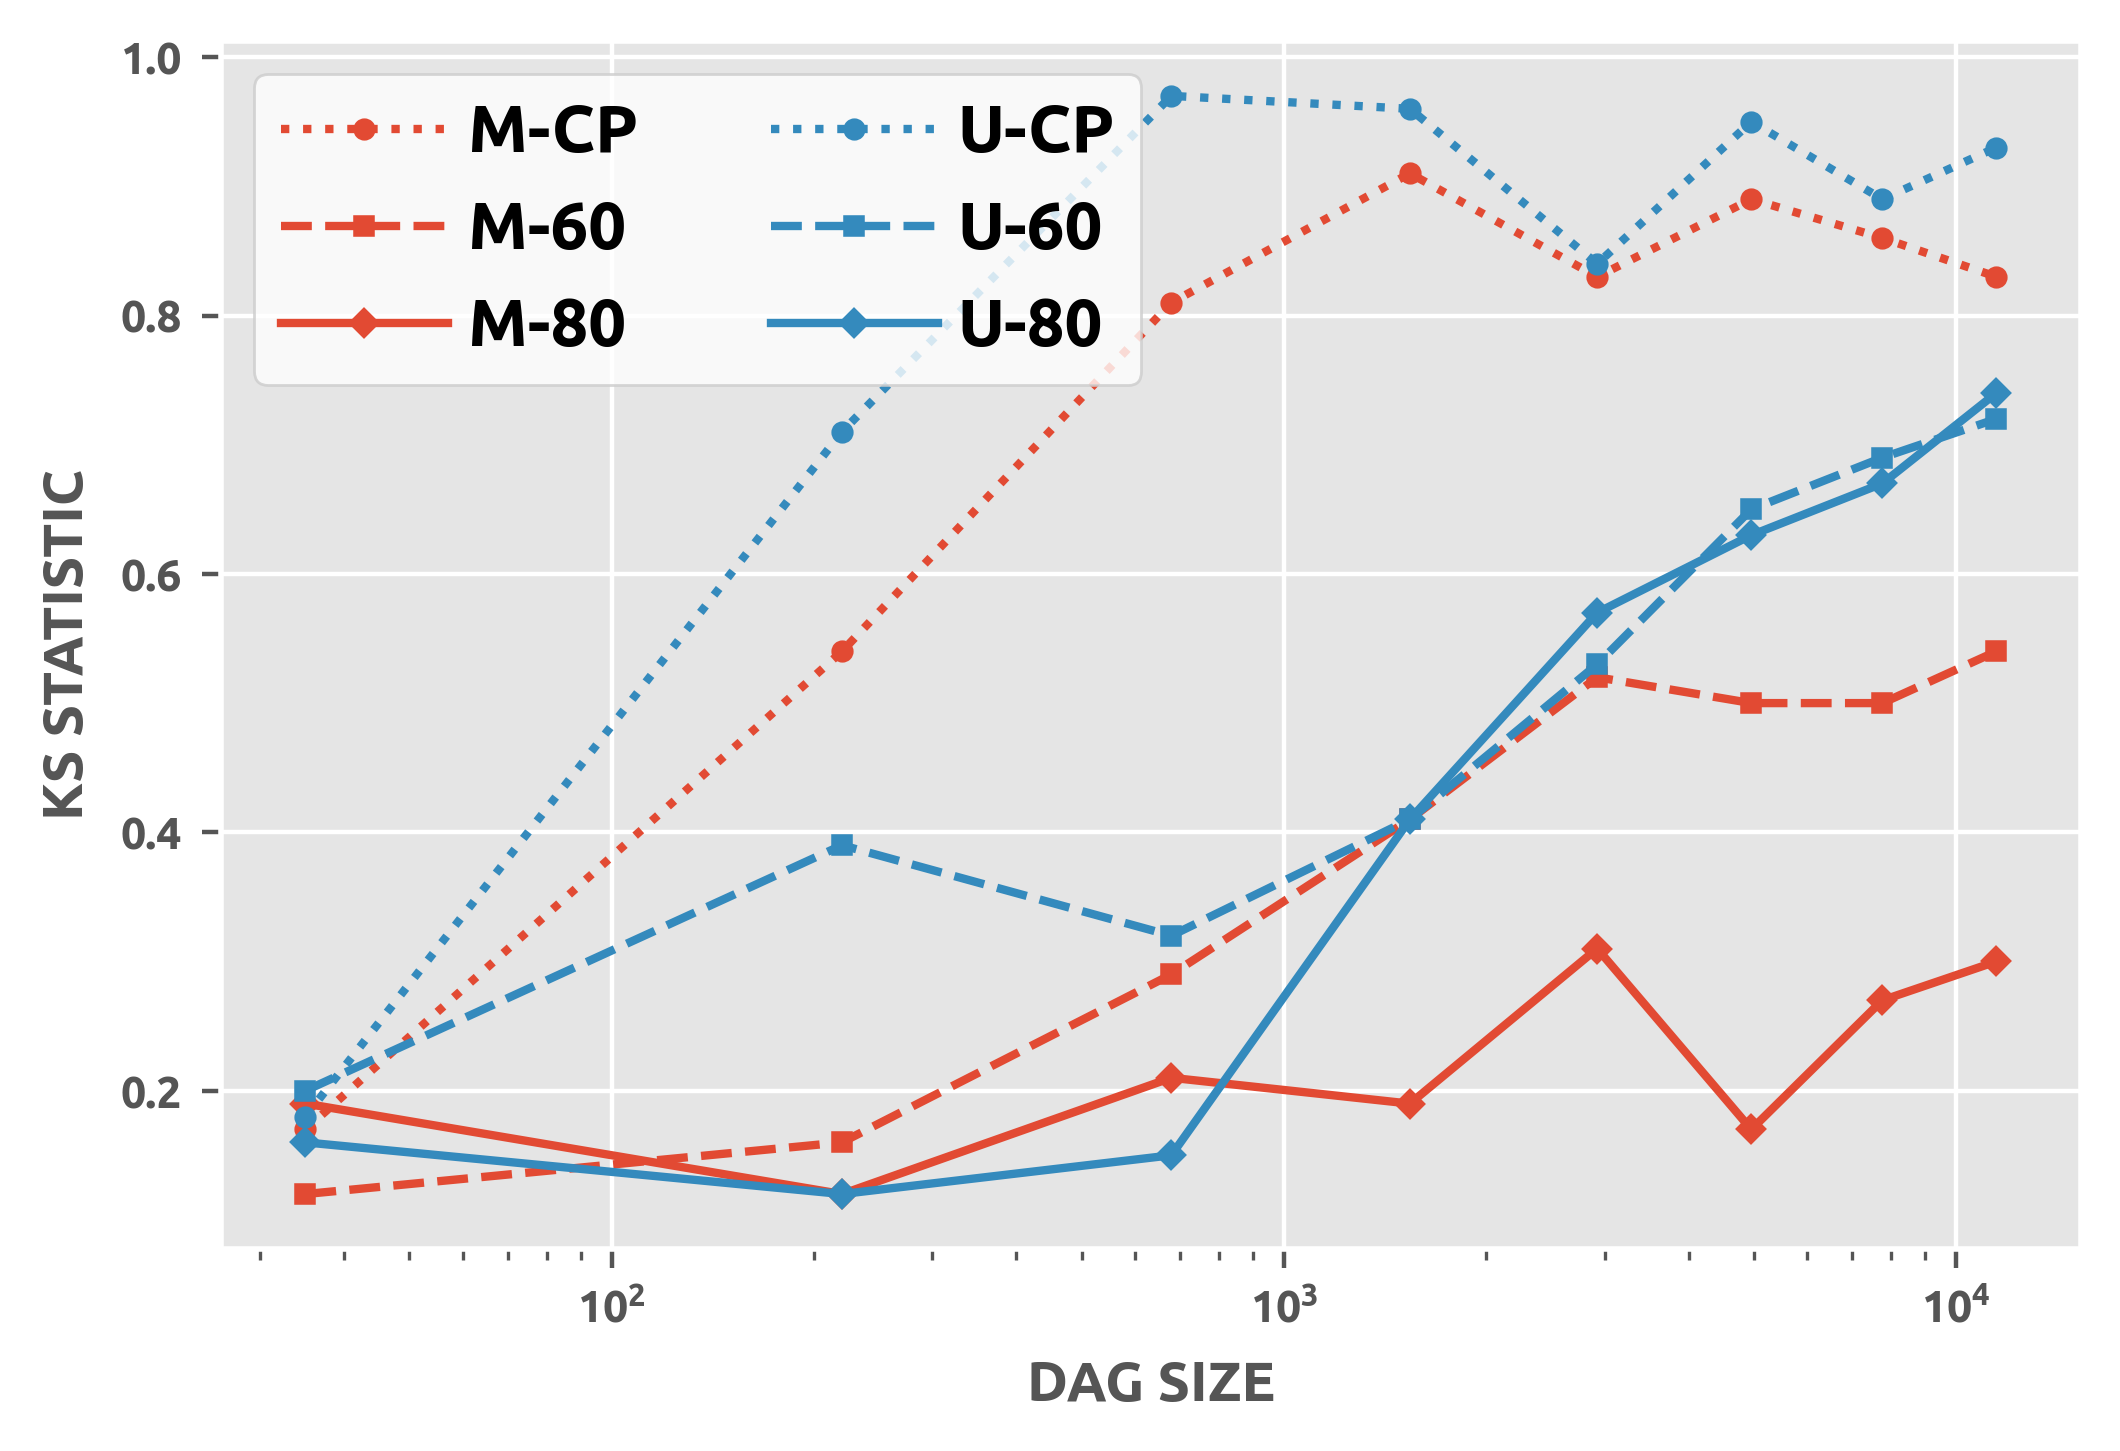 1.0
0.8
0.6
0.4
0.2
KS STATISTIC
M-CP
M-60
M-80
U-CP
U-60
U-80
10²
10³
10⁴
DAG SIZE